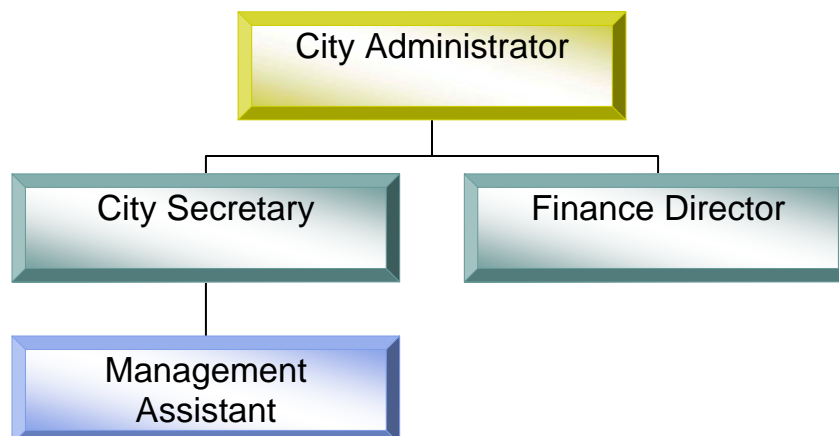 City Administrator
City Secretary
Finance Director
Management
Assistant